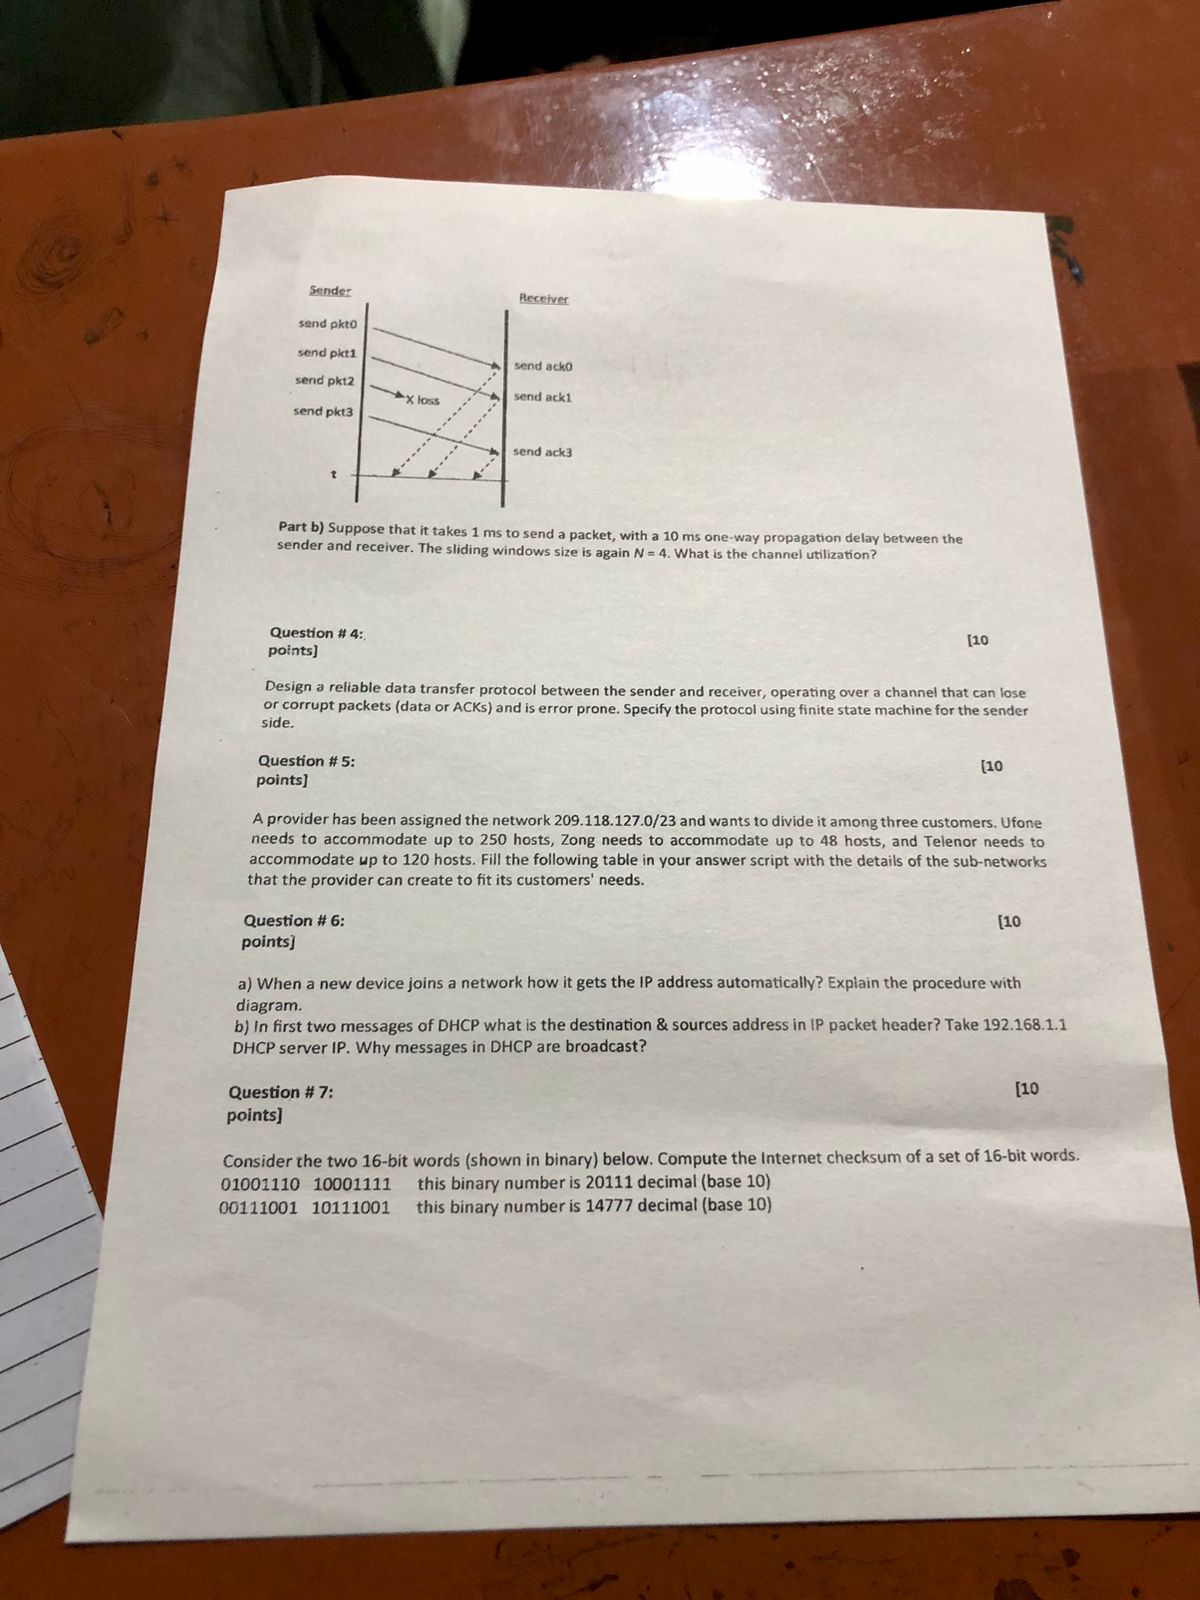 Sender
Receiver
send pkt0
send pkt1
send ack0
send pkt2
X loss
send ack1
send pkt3
send ack3
t
Part b) Suppose that it takes 1 ms to send a packet, with a 10 ms one-way propagation delay between the
sender and receiver. The sliding windows size is again N = 4. What is the channel utilization?
Question # 4: [10
points]
Design a reliable data transfer protocol between the sender and receiver, operating over a channel that can lose
or corrupt packets (data or ACKs) and is error prone. Specify the protocol using finite state machine for the sender
side.
Question # 5: [10
points]
A provider has been assigned the network 209.118.127.0/23 and wants to divide it among three customers. Ufone
needs to accommodate up to 250 hosts, Zong needs to accommodate up to 48 hosts, and Telenor needs to
accommodate up to 120 hosts. Fill the following table in your answer script with the details of the sub-networks
that the provider can create to fit its customers' needs.
Question # 6: [10
points]
a) When a new device joins a network how it gets the IP address automatically? Explain the procedure with
diagram.
b) In first two messages of DHCP what is the destination & sources address in IP packet header? Take 192.168.1.1
DHCP server IP. Why messages in DHCP are broadcast?
Question # 7: [10
points]
Consider the two 16-bit words (shown in binary) below. Compute the Internet checksum of a set of 16-bit words.
01001110 10001111 this binary number is 20111 decimal (base 10)
00111001 10111001 this binary number is 14777 decimal (base 10)